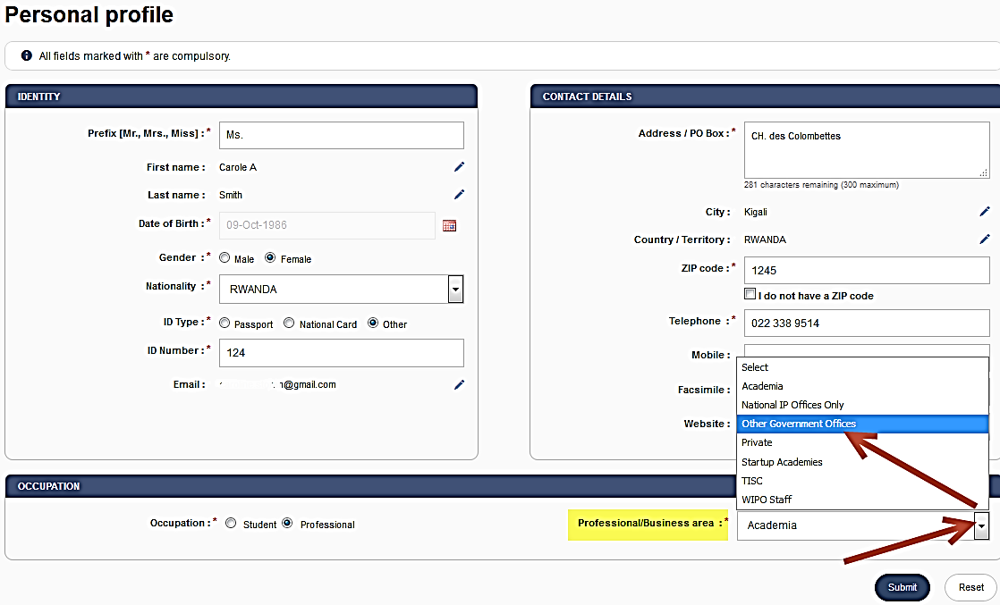 Personal profile
All fields marked with * are compulsory.
IDENTITY
Prefix [Mr., Mrs., Miss] : * Ms.
First name : Carole A
Last name : Smith
Date of Birth : * 09-Oct-1986
Gender : * Male Female
Nationality : * RWANDA
ID Type : * Passport National Card Other
ID Number : * 124
Email : n@gmail.com
CONTACT DETAILS
Address / PO Box : * CH. des Colombettes
281 characters remaining (300 maximum)
City : Kigali
Country / Territory : RWANDA
ZIP code : * 1245
I do not have a ZIP code
Telephone : * 022 338 9514
Mobile :
Facsimile :
Website :
Select
Academia
National IP Offices Only
Other Government Offices
Private
Startup Academies
TISC
WIPO Staff
OCCUPATION
Occupation : * Student Professional
Professional/Business area : * Academia
Submit Reset